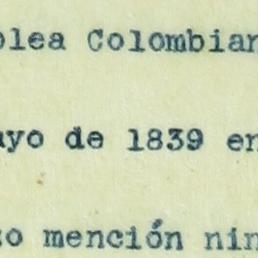 blea Colombian
ayo de 1839 en
so mención nin